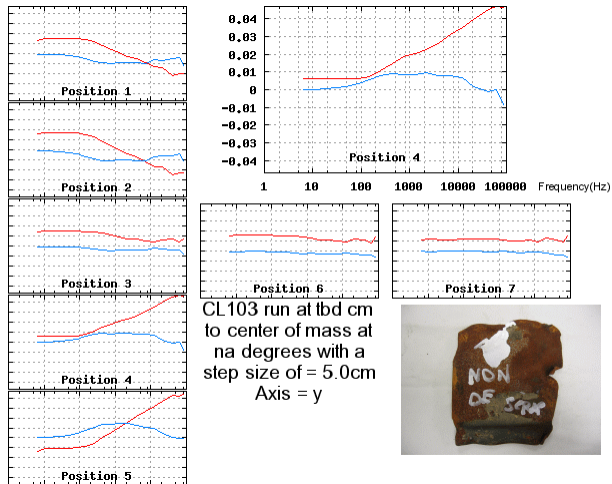 Position 1
Position 2
Position 3
Position 4
Position 5
0.04
0.03
0.02
0.01
0
-0.01
-0.02
-0.03
-0.04
Position 4
1 10 100 1000 10000 100000 Frequency(Hz)
Position 6
Position 7
CL103 run at tbd cm
to center of mass at
na degrees with a
step size of = 5.0cm
Axis = y
NON
DE